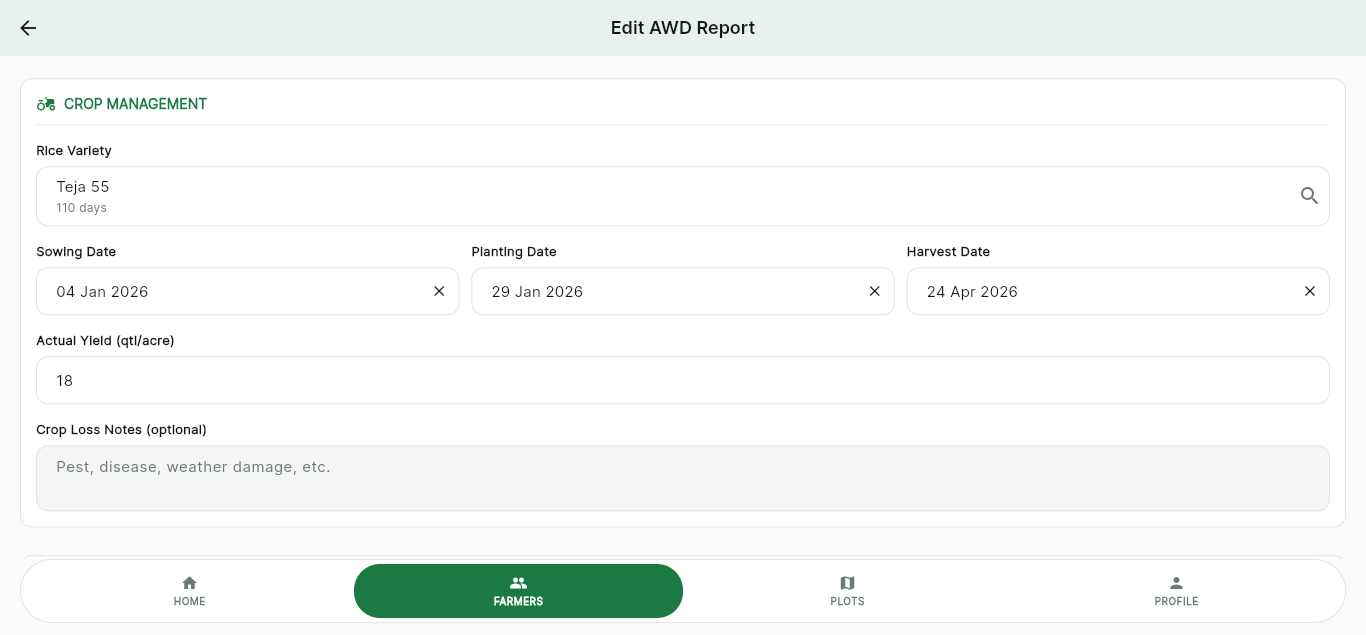 Edit AWD Report
CROP MANAGEMENT
Rice Variety
Teja 55
110 days
Sowing Date
Planting Date
Harvest Date
04 Jan 2026
29 Jan 2026
24 Apr 2026
Actual Yield (qtl/acre)
18
Crop Loss Notes (optional)
Pest, disease, weather damage, etc.
HOME
FARMERS
PLOTS
PROFILE